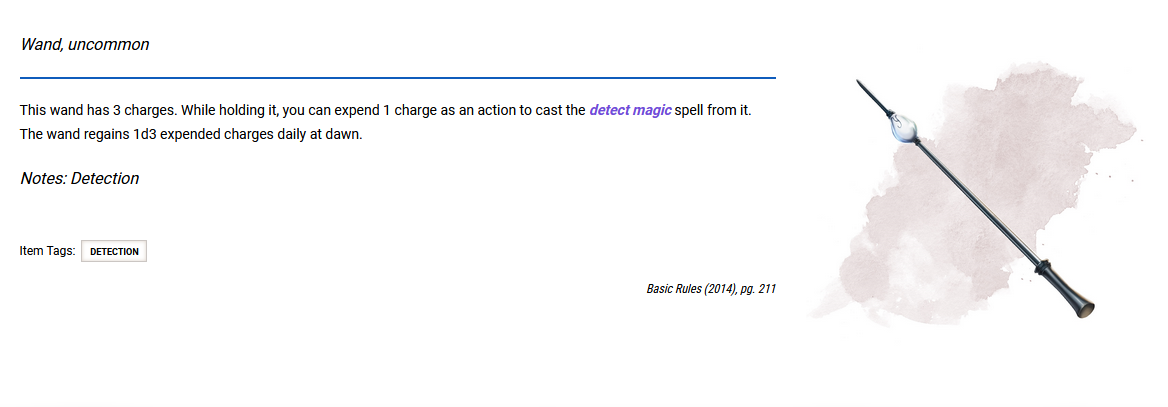 Wand, uncommon
This wand has 3 charges. While holding it, you can expend 1 charge as an action to cast the detect magic spell from it.
The wand regains 1d3 expended charges daily at dawn.
Notes: Detection
Item Tags: DETECTION
Basic Rules (2014), pg. 211